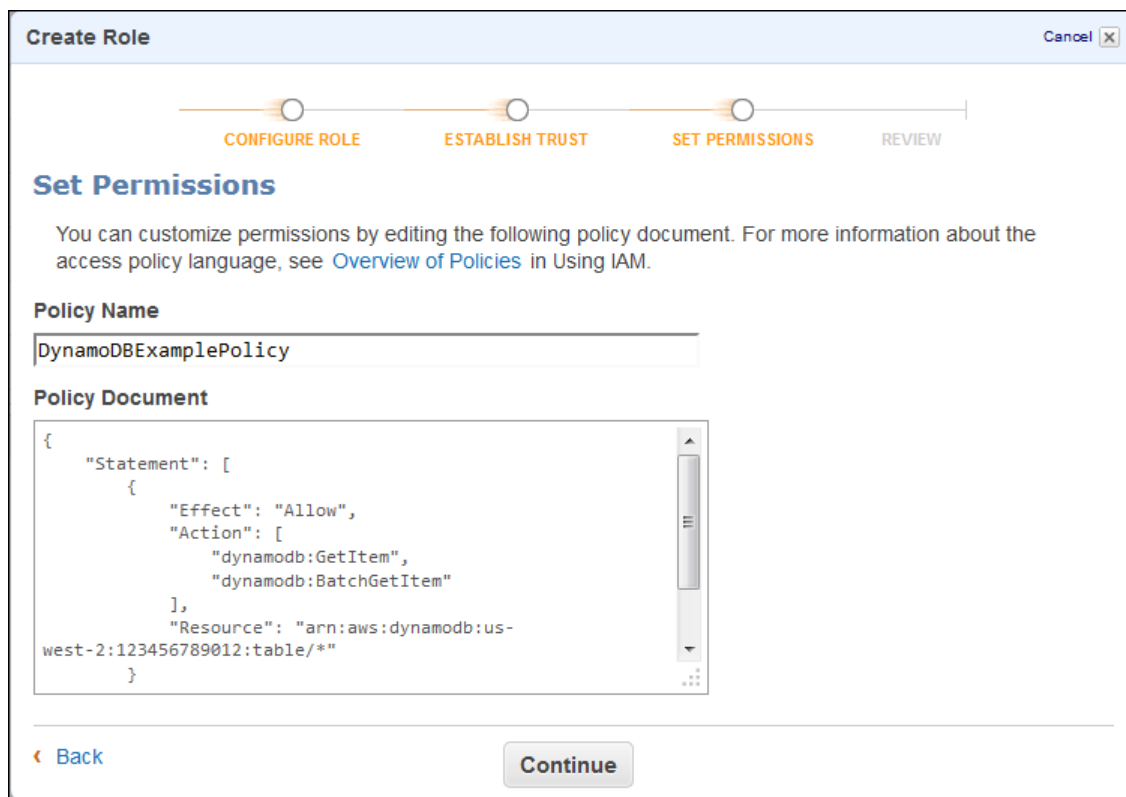 Create Role
Cancel
CONFIGURE ROLE
ESTABLISH TRUST
SET PERMISSIONS
REVIEW
Set Permissions
You can customize permissions by editing the following policy document. For more information about the
access policy language, see Overview of Policies in Using IAM.
Policy Name
DynamoDBExamplePolicy
Policy Document
{
    "Statement": [
        {
            "Effect": "Allow",
            "Action": [
                "dynamodb:GetItem",
                "dynamodb:BatchGetItem"
            ],
            "Resource": "arn:aws:dynamodb:us-
west-2:123456789012:table/*"
        }
Back
Continue